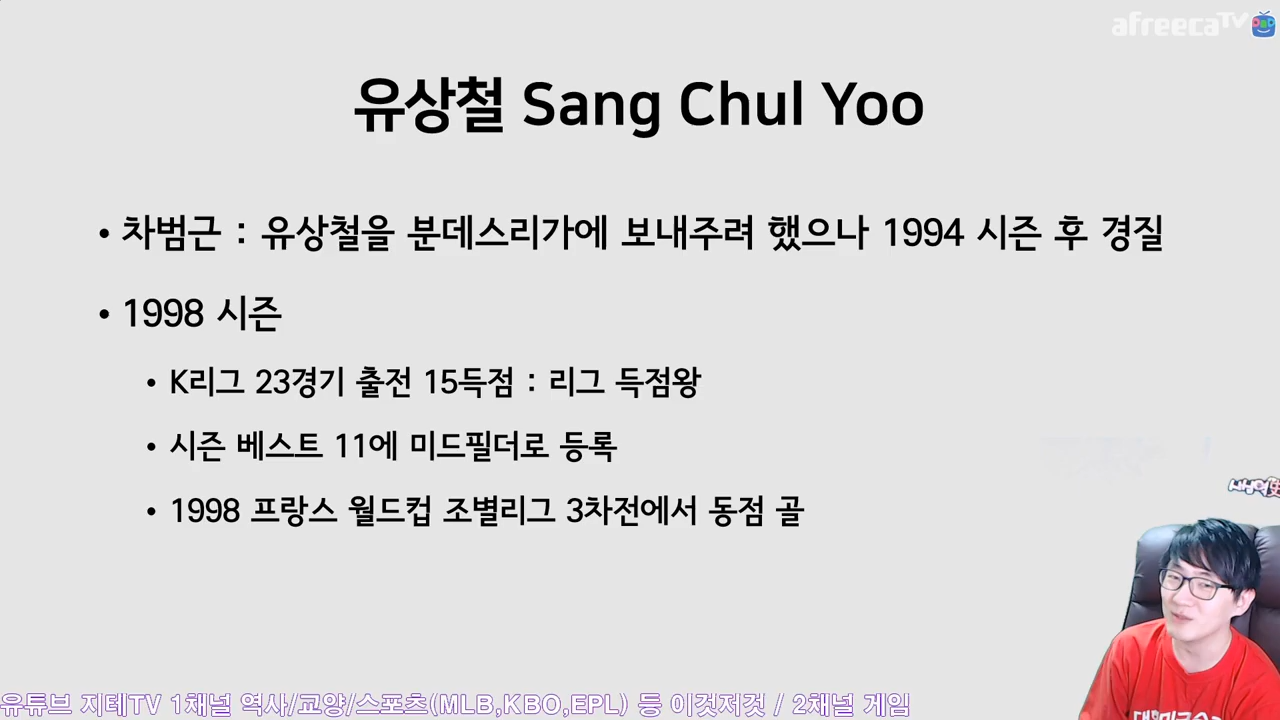 afreecaTV
유상철 Sang Chul Yoo
• 차범근 : 유상철을 분데스리가에 보내주려 했으나 1994 시즌 후 경질
• 1998 시즌
• K리그 23경기 출전 15득점 : 리그 득점왕
• 시즌 베스트 11에 미드필더로 등록
• 1998 프랑스 월드컵 조별리그 3차전에서 동점 골
유튜브 지테TV 1채널 역사/교양/스포츠(MLB,KBO,EPL) 등 이것저것 / 2채널 게임